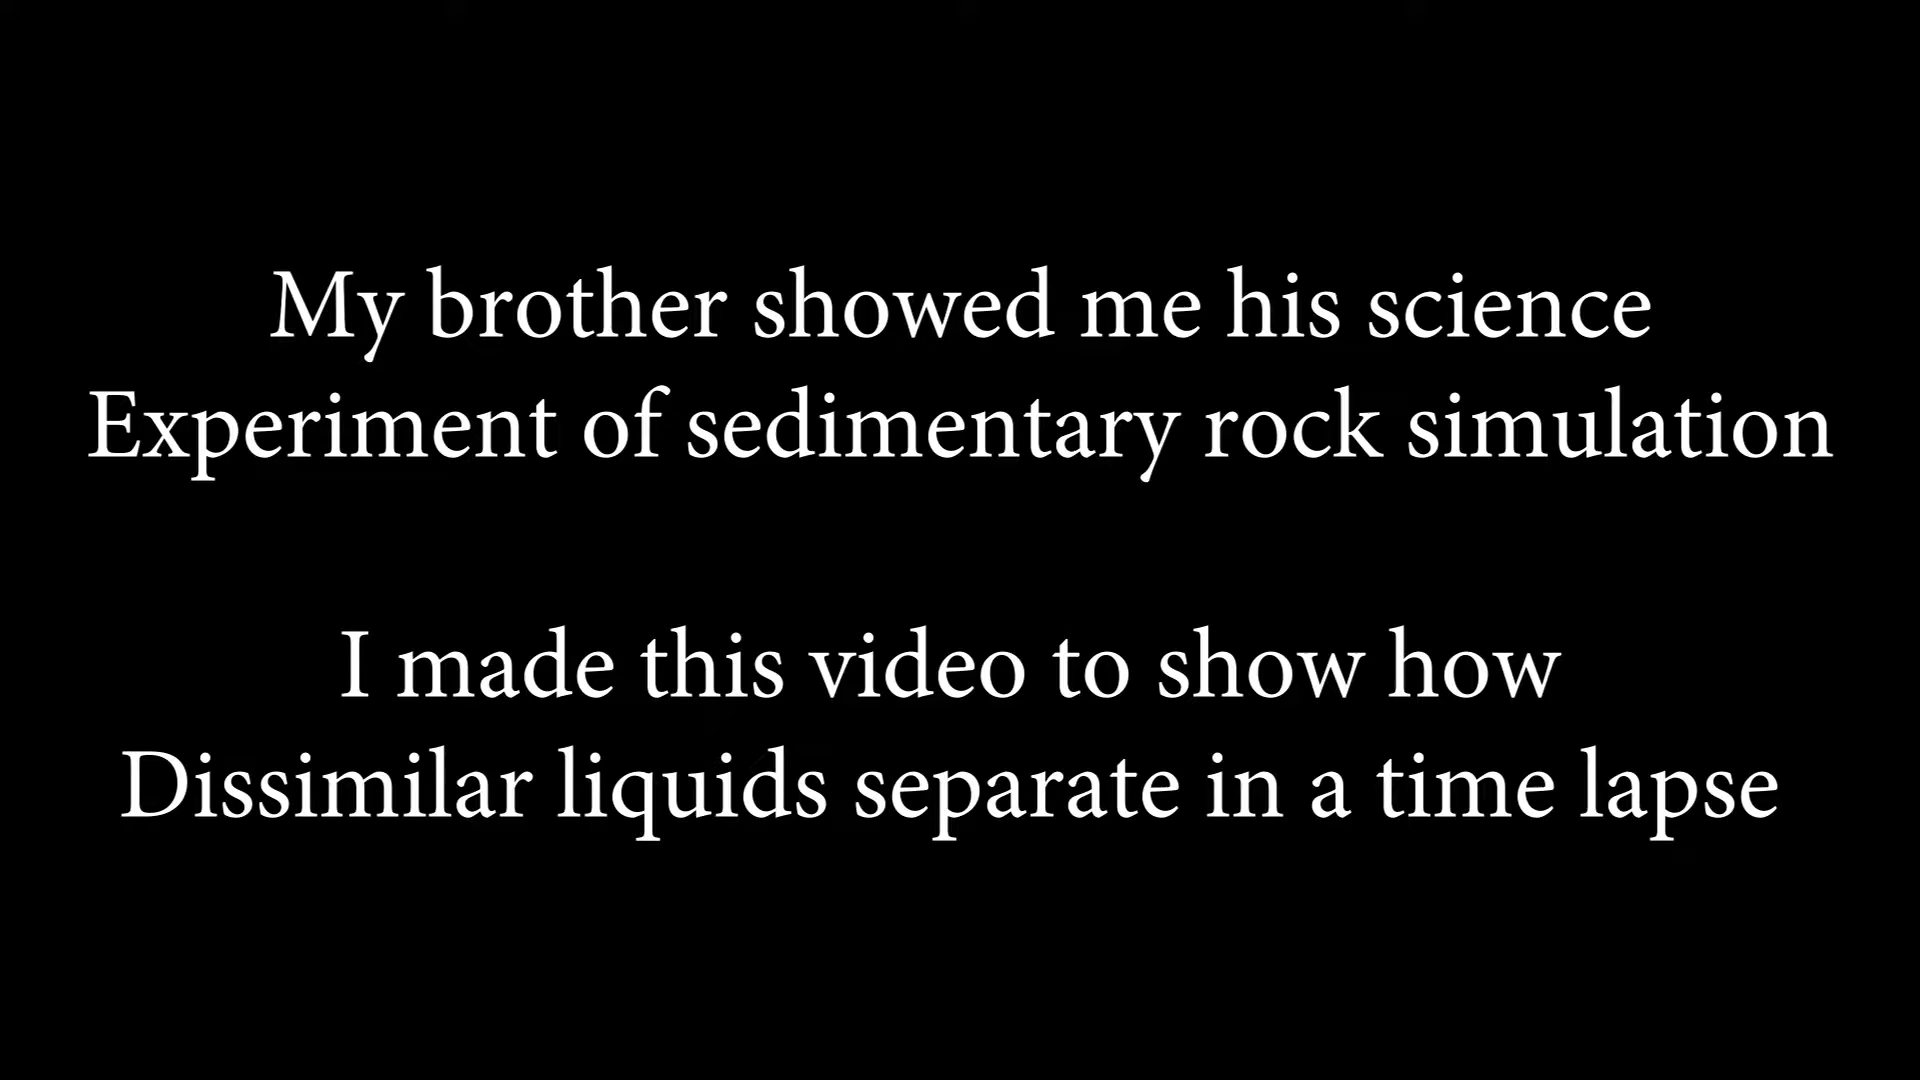 My brother showed me his science
Experiment of sedimentary rock simulation
I made this video to show how
Dissimilar liquids separate in a time lapse